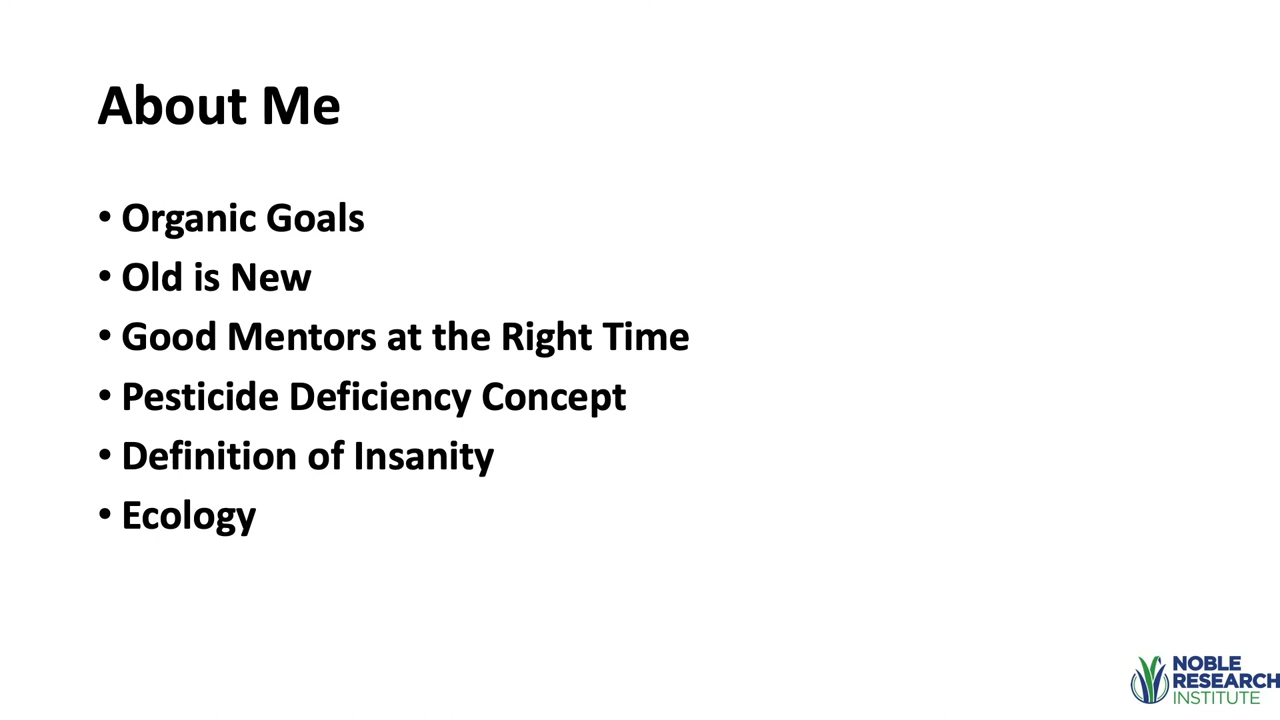 About Me
• Organic Goals
• Old is New
• Good Mentors at the Right Time
• Pesticide Deficiency Concept
• Definition of Insanity
• Ecology
NOBLE
RESEARCH
INSTITUTE